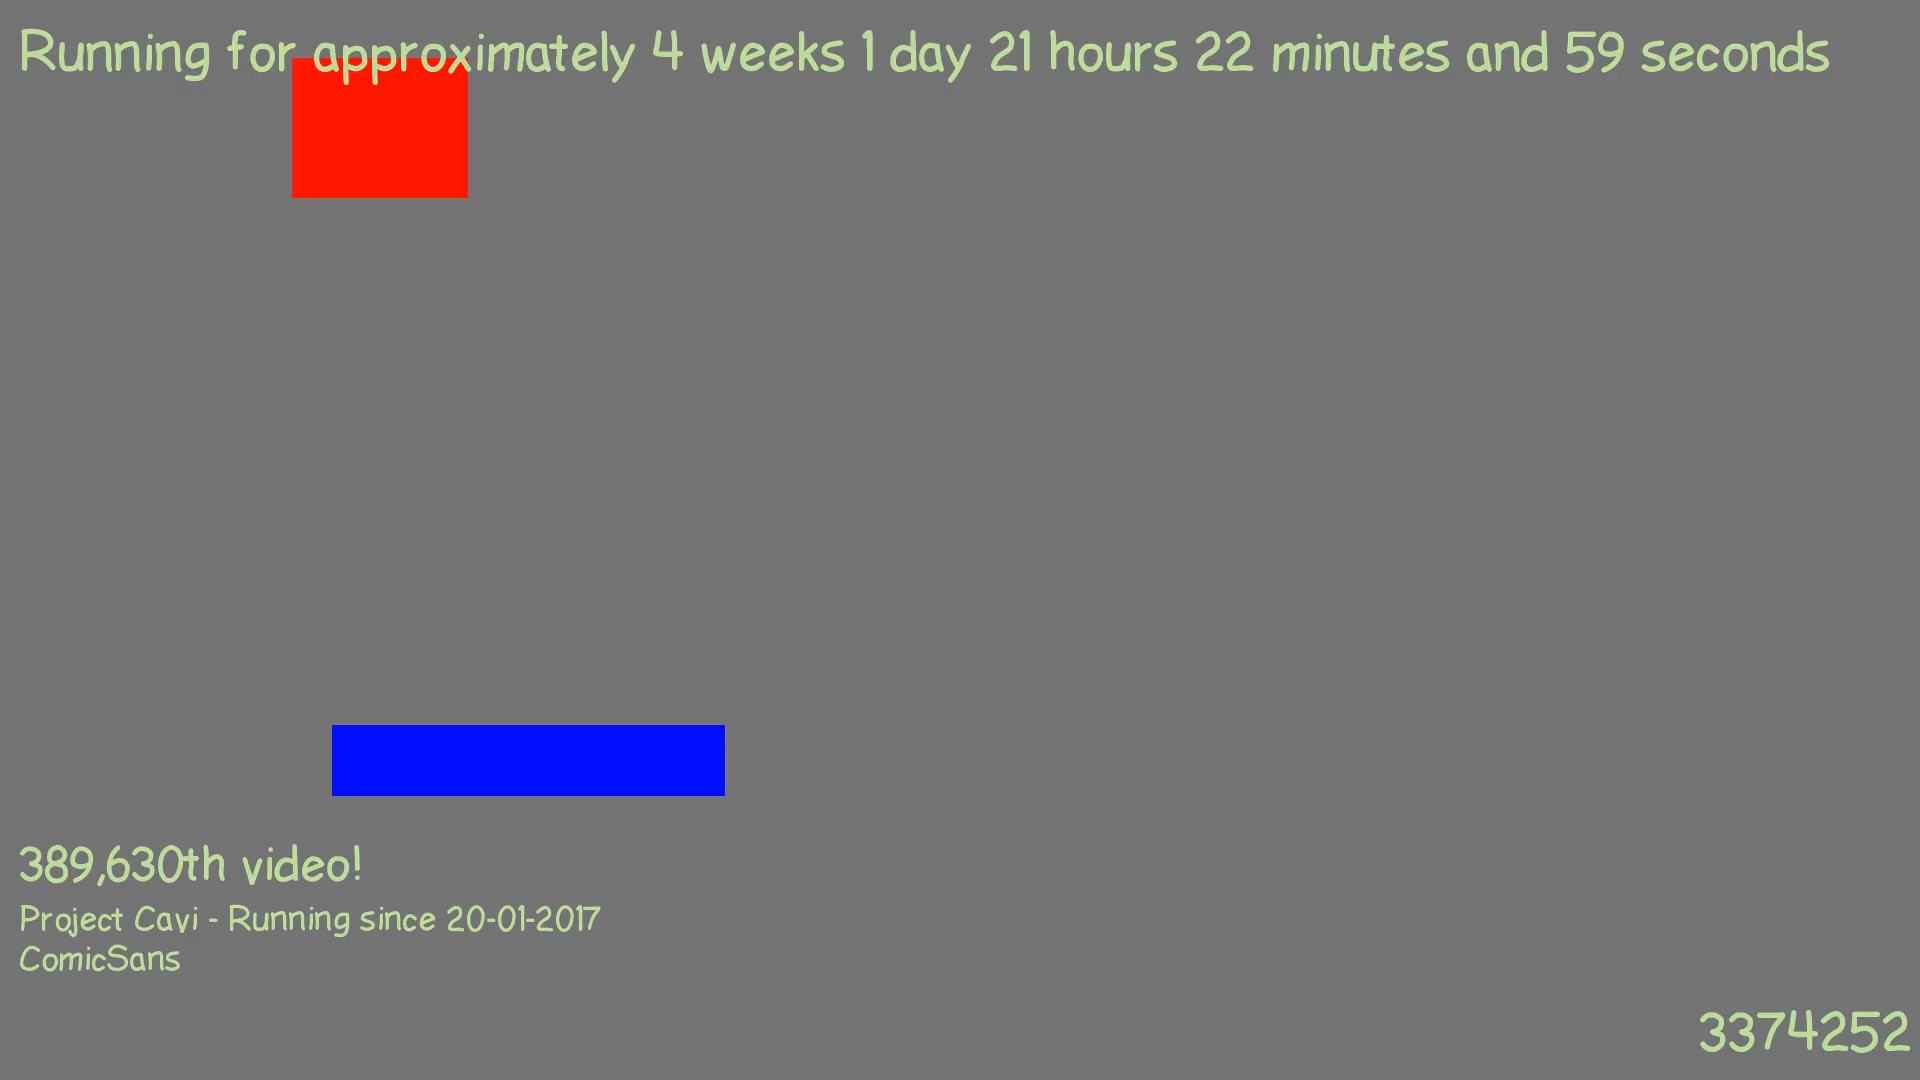 Running for approximately 4 weeks 1 day 21 hours 22 minutes and 59 seconds
389,630th video!
Project Cavi - Running since 20-01-2017
ComicSans
3374252